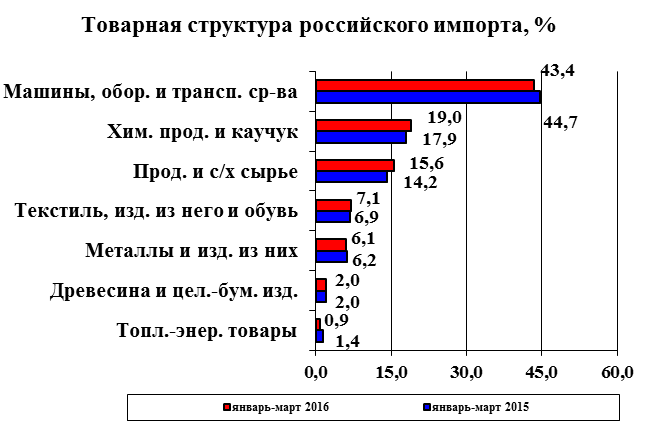 Товарная структура российского импорта, %
Машины, обор. и трансп. ср-ва
43,4
44,7
Хим. прод. и каучук
19,0
17,9
Прод. и с/х сырье
15,6
14,2
Текстиль, изд. из него и обувь
7,1
6,9
Металлы и изд. из них
6,1
6,2
Древесина и цел.-бум. изд.
2,0
2,0
Топл.-энер. товары
0,9
1,4
0,0 15,0 30,0 45,0 60,0
январь-март 2016 январь-март 2015